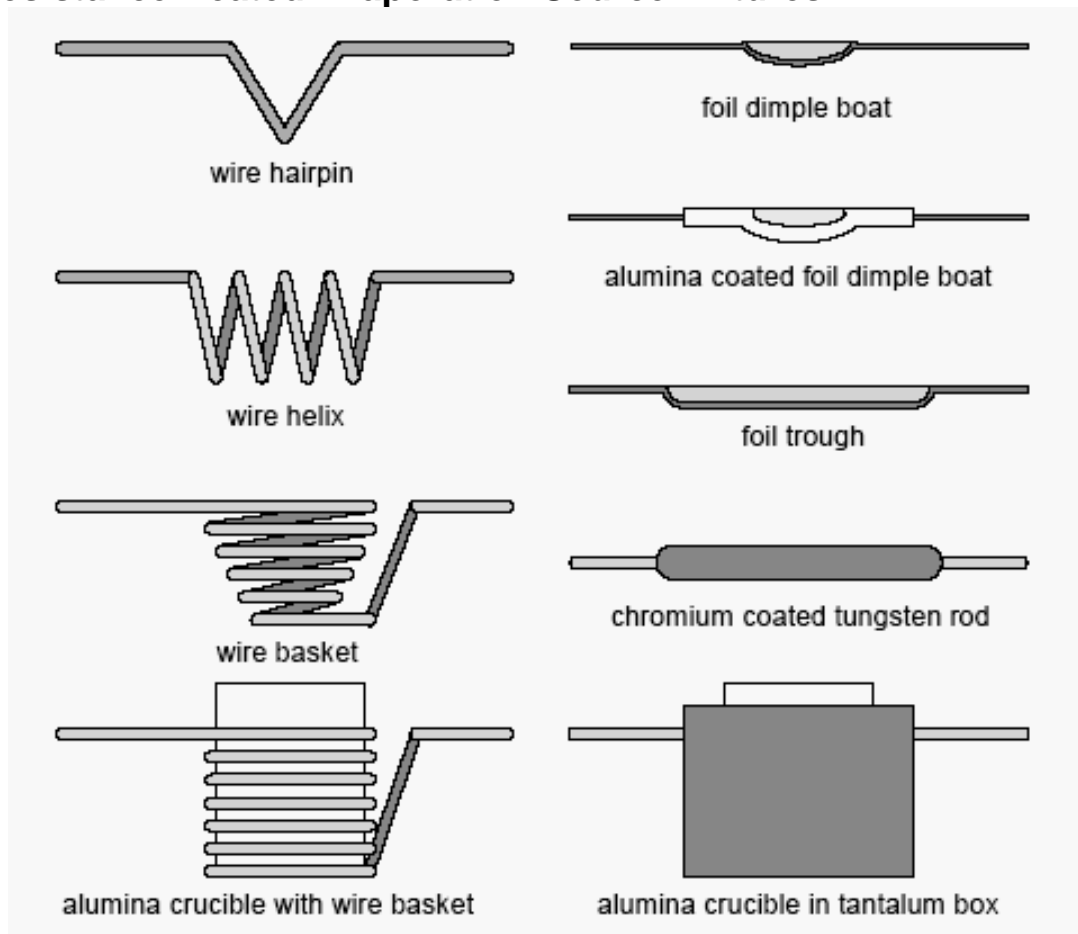 wire hairpin
foil dimple boat
alumina coated foil dimple boat
wire helix
foil trough
wire basket
chromium coated tungsten rod
alumina crucible with wire basket
alumina crucible in tantalum box